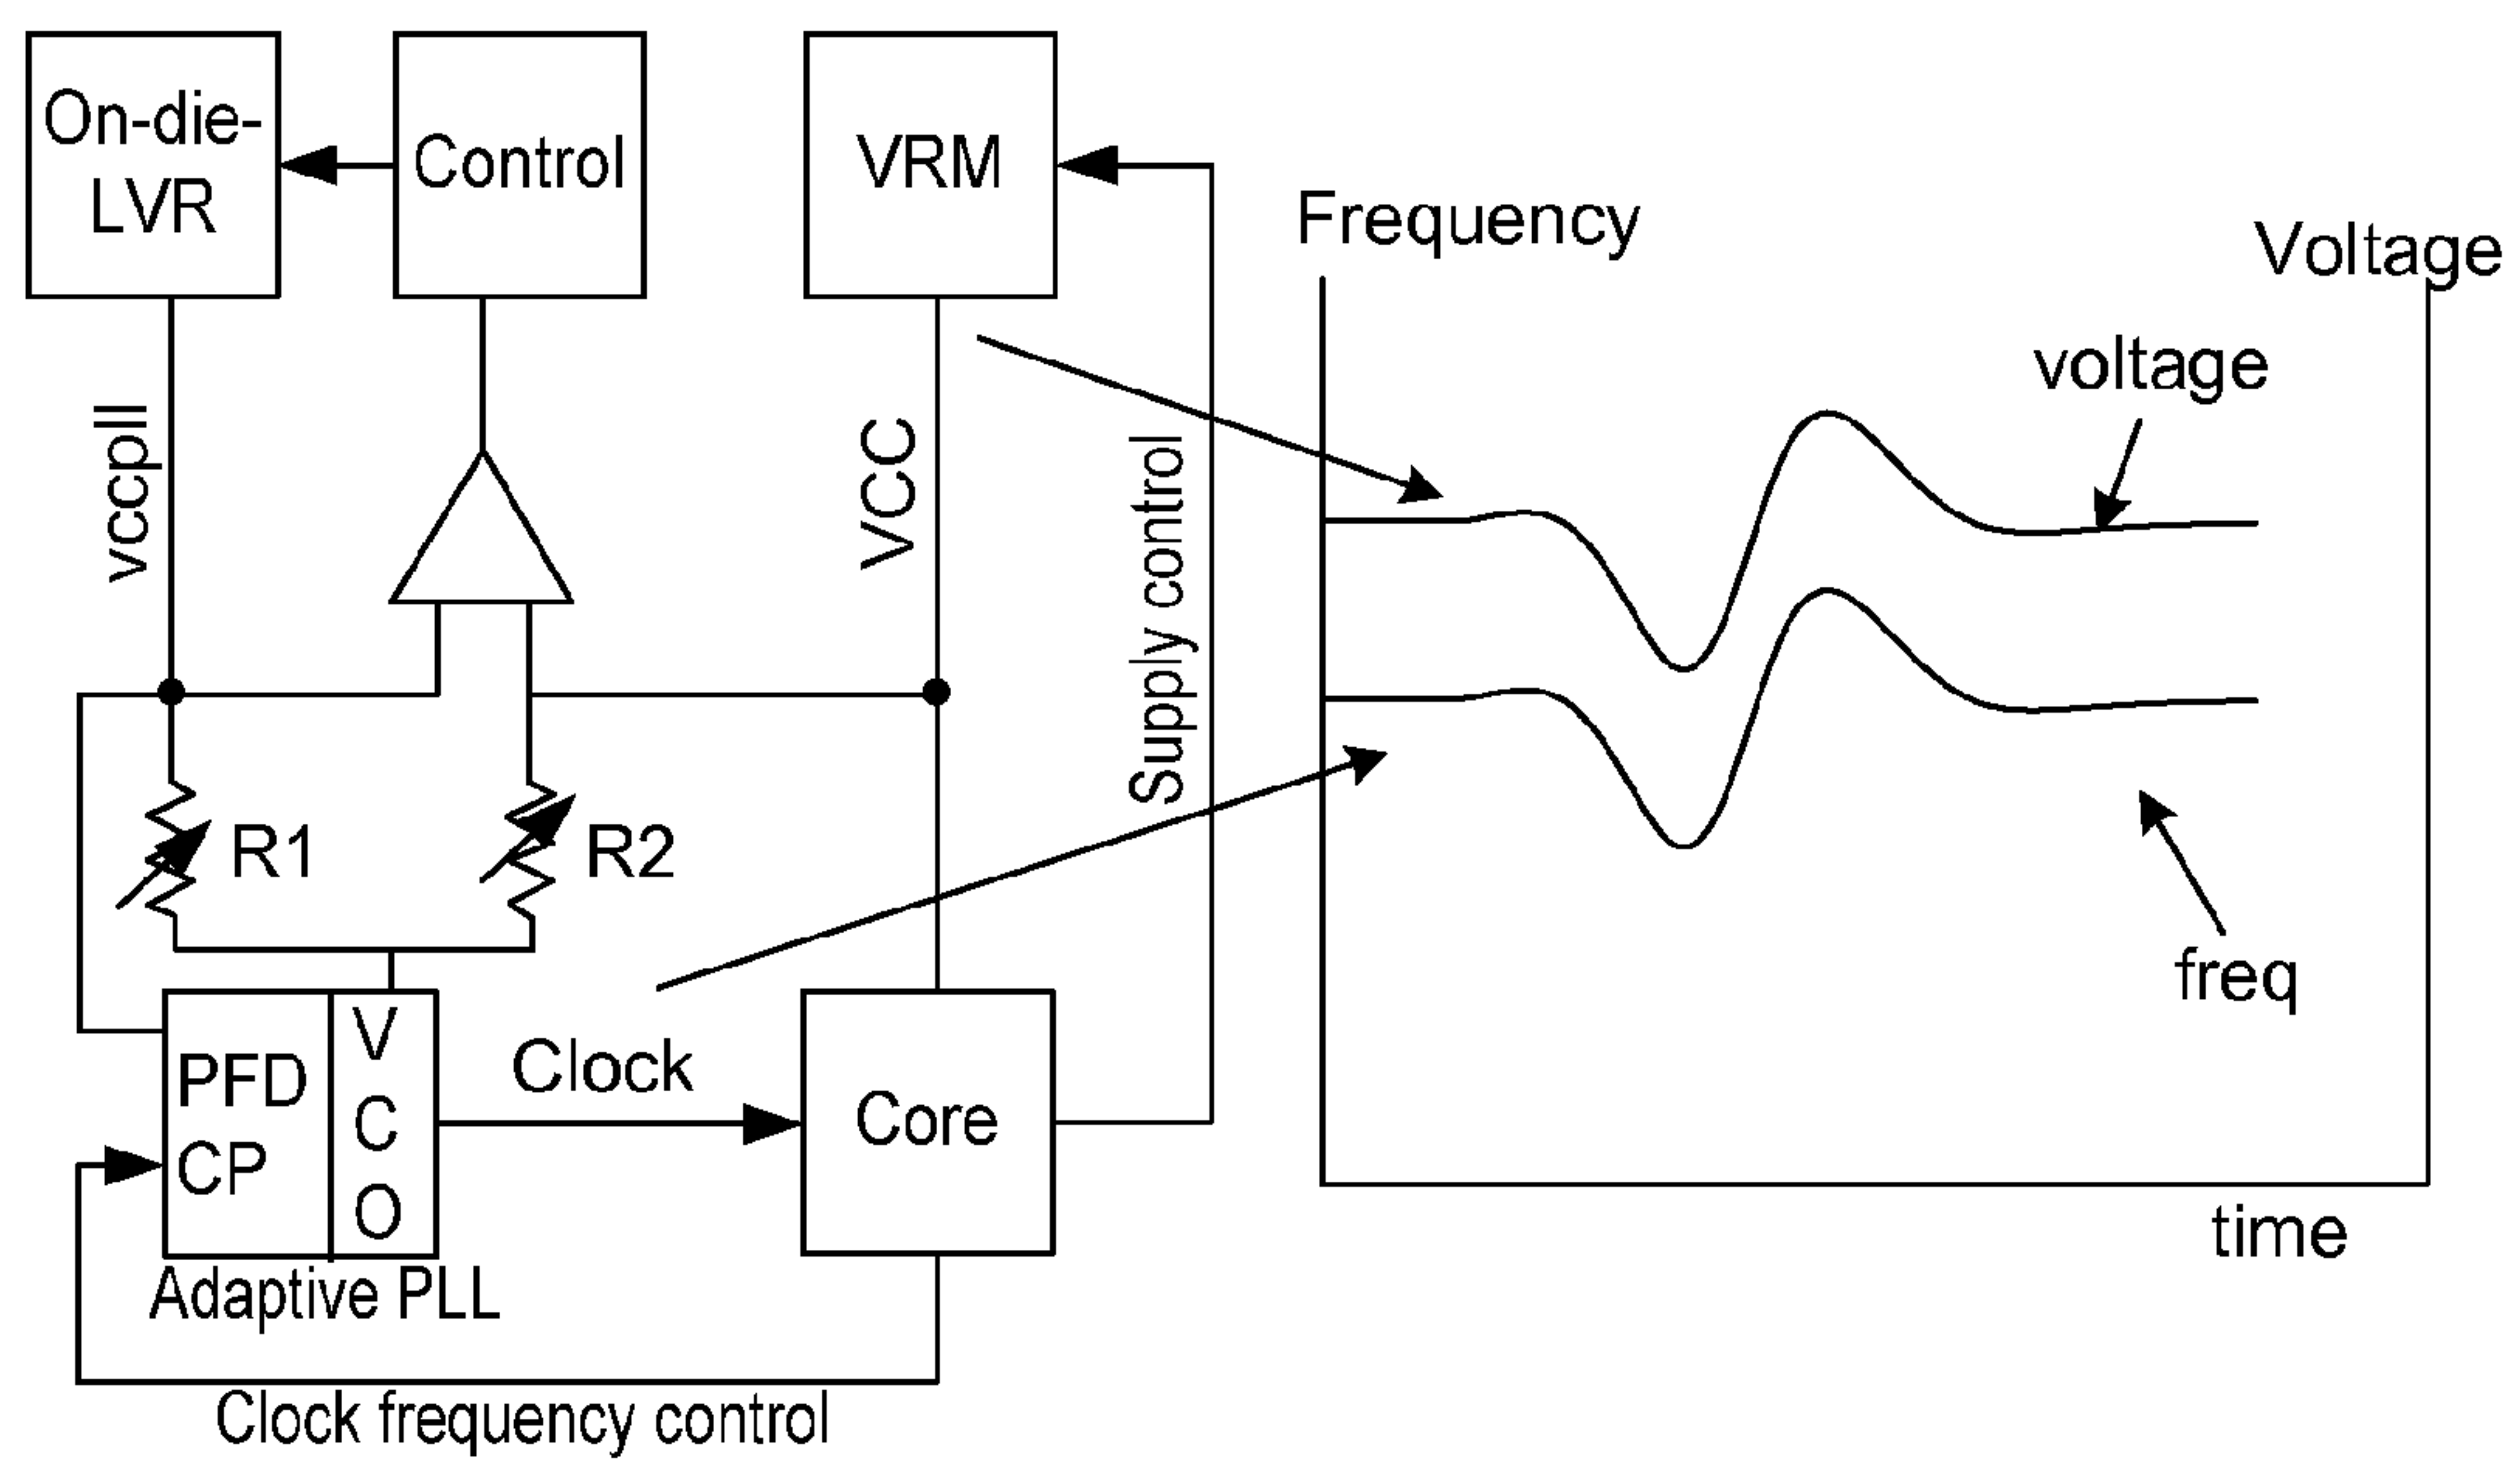 On-die-
LVR
Control
VRM
Frequency
Voltage
voltage
vccpll
VCC
Supply control
R1
R2
freq
PFD
CP
V
C
O
Clock
Core
Adaptive PLL
time
Clock frequency control